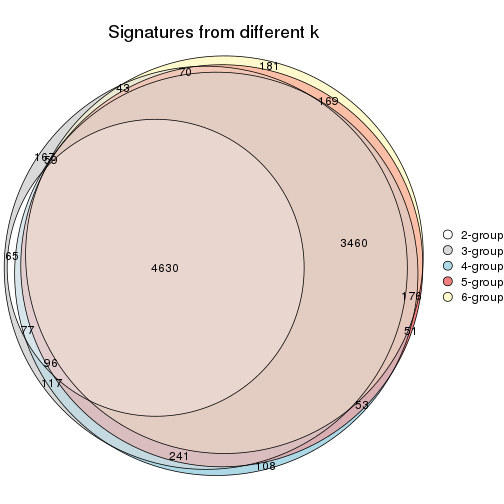 Signatures from different k
181
70
43
169
167
59
3460
65
4630
176
77
51
96
117
53
241
108
2-group
3-group
4-group
5-group
6-group